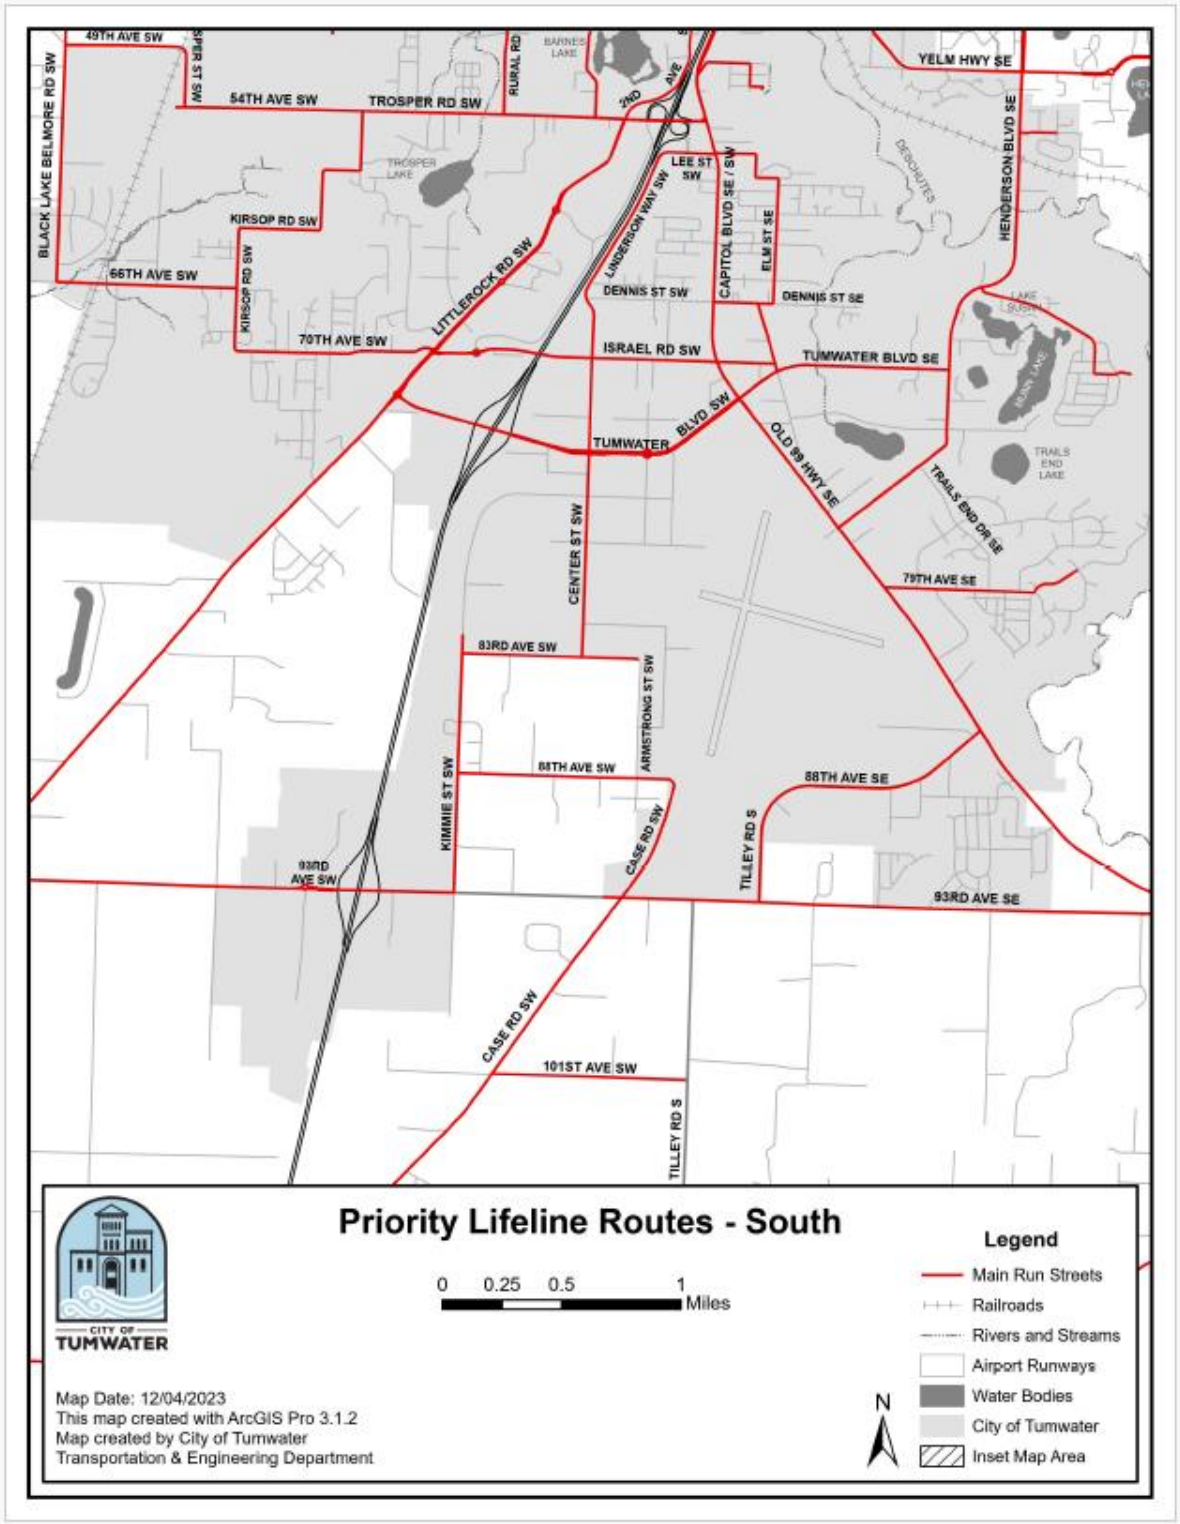 49TH AVE SW
SPER ST SW
RURAL RD
BARNES
LAKE
AVE
S
YELM HWY SE
2ND
54TH AVE SW
TROSPER RD SW
BLACK LAKE BELMORE RD SW
HENDERSON BLVD SE
DESCHUTES
TROSPER
LAKE
LEE ST
SW
KIRSOP RD SW
LINDERSON WAY SW
CAPITOL BLVD SE / SW
ELM ST SE
66TH AVE SW
KIRSOP RD SW
LITTLEROCK RD SW
DENNIS ST SW
DENNIS ST SE
LAKE
SUSAN
70TH AVE SW
ISRAEL RD SW
TUMWATER BLVD SE
MUNN LAKE
TUMWATER
BLVD SW
OLD 99 HWY SE
TRAILS
END
LAKE
TRAILS END DR SE
CENTER ST SW
79TH AVE SE
83RD AVE SW
ARMSTRONG ST SW
88TH AVE SW
88TH AVE SE
KIMMIE ST SW
CASE RD SW
TILLEY RD S
93RD
AVE SW
93RD AVE SE
CASE RD SW
101ST AVE SW
TILLEY RD S
Priority Lifeline Routes - South
0 0.25 0.5 1
Miles
CITY OF
TUMWATER
Legend
Main Run Streets
Railroads
Rivers and Streams
Airport Runways
Water Bodies
City of Tumwater
Inset Map Area
N
Map Date: 12/04/2023
This map created with ArcGIS Pro 3.1.2
Map created by City of Tumwater
Transportation & Engineering Department